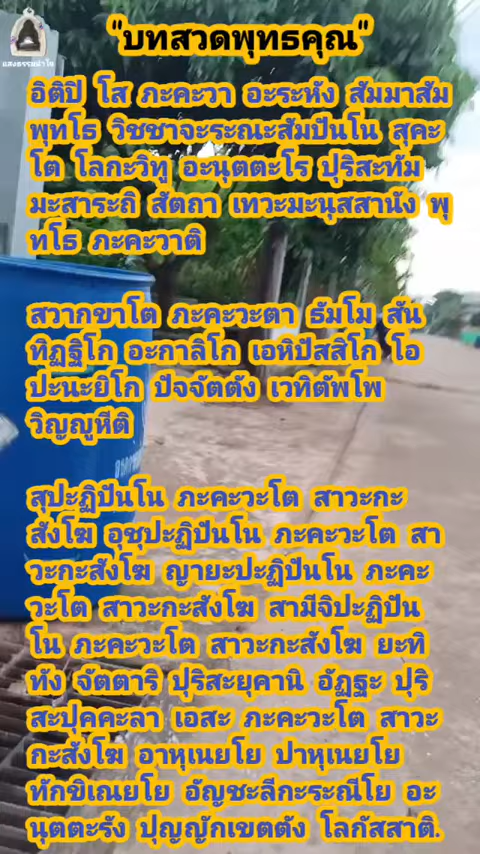 แสงธรรมนำใจ
"บทสวดพุทธคุณ"
อิติปิ โส ภะคะวา อะระหัง สัมมาสัม
พุทโธ วิชชาจะระณะสัมปันโน สุคะ
โต โลกะวิทู อะนุตตะโร ปุริสะทัม
มะสาระถิ สัตถา เทวะมะนุสสานัง พุ
ทโธ ภะคะวาติ
สวากขาโต ภะคะวะตา ธัมโม สัน
ทิฏฐิโก อะกาลิโก เอหิปัสสิโก โอ
ปะนะยิโก ปัจจัตตัง เวทิตัพโพ
วิญญูหีติ
สุปะฏิปันโน ภะคะวะโต สาวะกะ
สังโฆ อุชุปะฏิปันโน ภะคะวะโต สา
วะกะสังโฆ ญายะปะฏิปันโน ภะคะ
วะโต สาวะกะสังโฆ สามีจิปะฏิปัน
โน ภะคะวะโต สาวะกะสังโฆ ยะทิ
ทัง จัตตาริ ปุริสะยุคานิ อัฏฐะ ปุริ
สะปุคคะลา เอสะ ภะคะวะโต สาวะ
กะสังโฆ อาหุเนยโย ปาหุเนยโย
ทักขิเณยโย อัญชะลีกะระณีโย อะ
นุตตะรัง ปุญญักเขตตัง โลกัสสาติ.